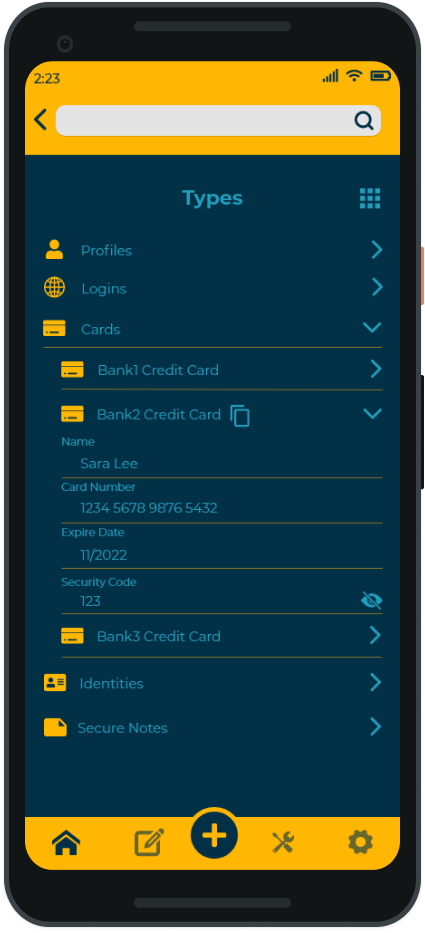 2:23
Types
Profiles
Logins
Cards
Bank1 Credit Card
Bank2 Credit Card
Name
Sara Lee
Card Number
1234 5678 9876 5432
Expire Date
11/2022
Security Code
123
Bank3 Credit Card
Identities
Secure Notes